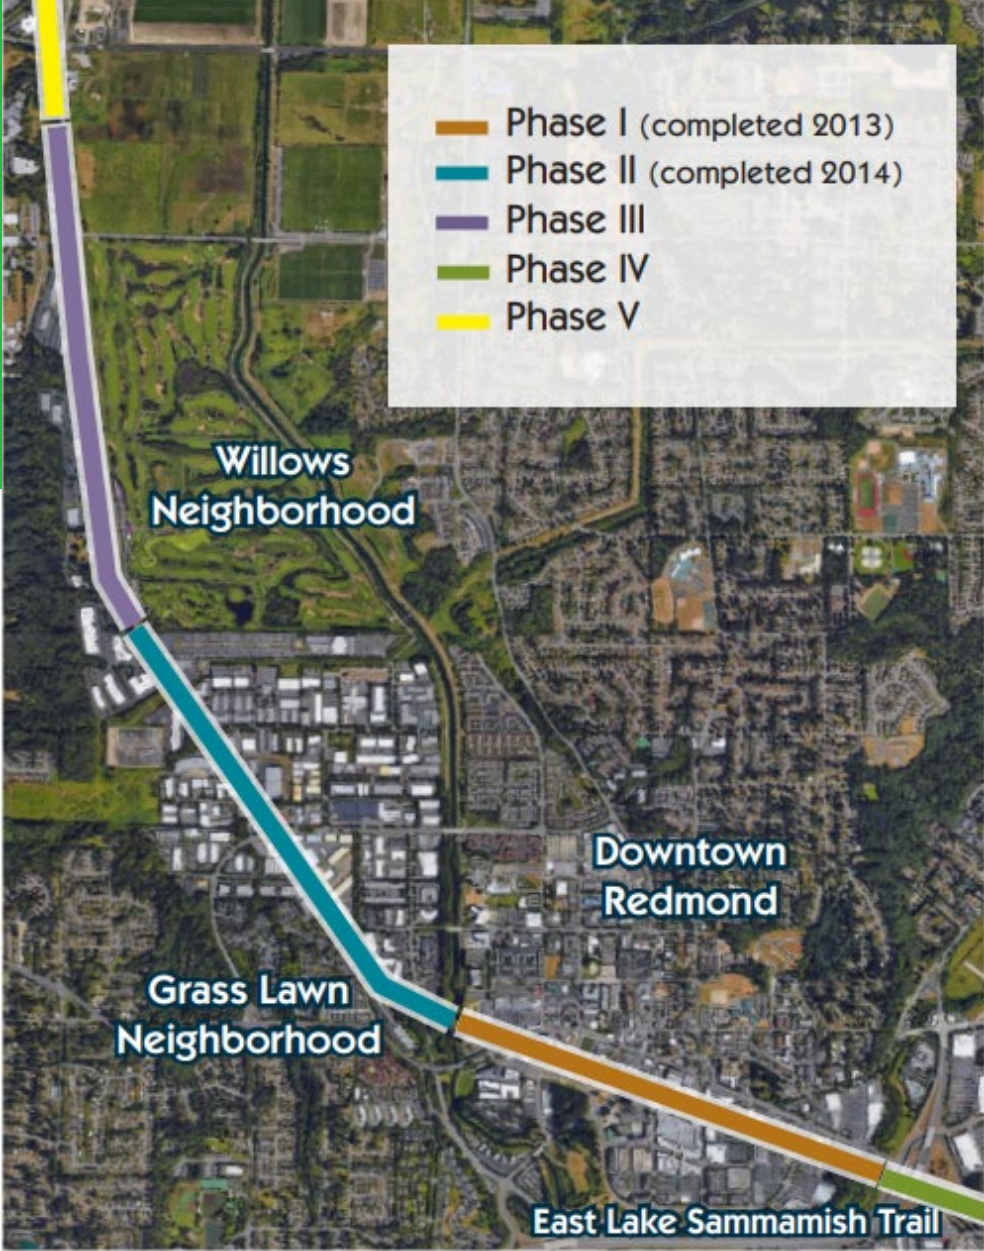 Phase I (completed 2013)
Phase II (completed 2014)
Phase III
Phase IV
Phase V
Willows
Neighborhood
Downtown
Redmond
Grass Lawn
Neighborhood
East Lake Sammamish Trail